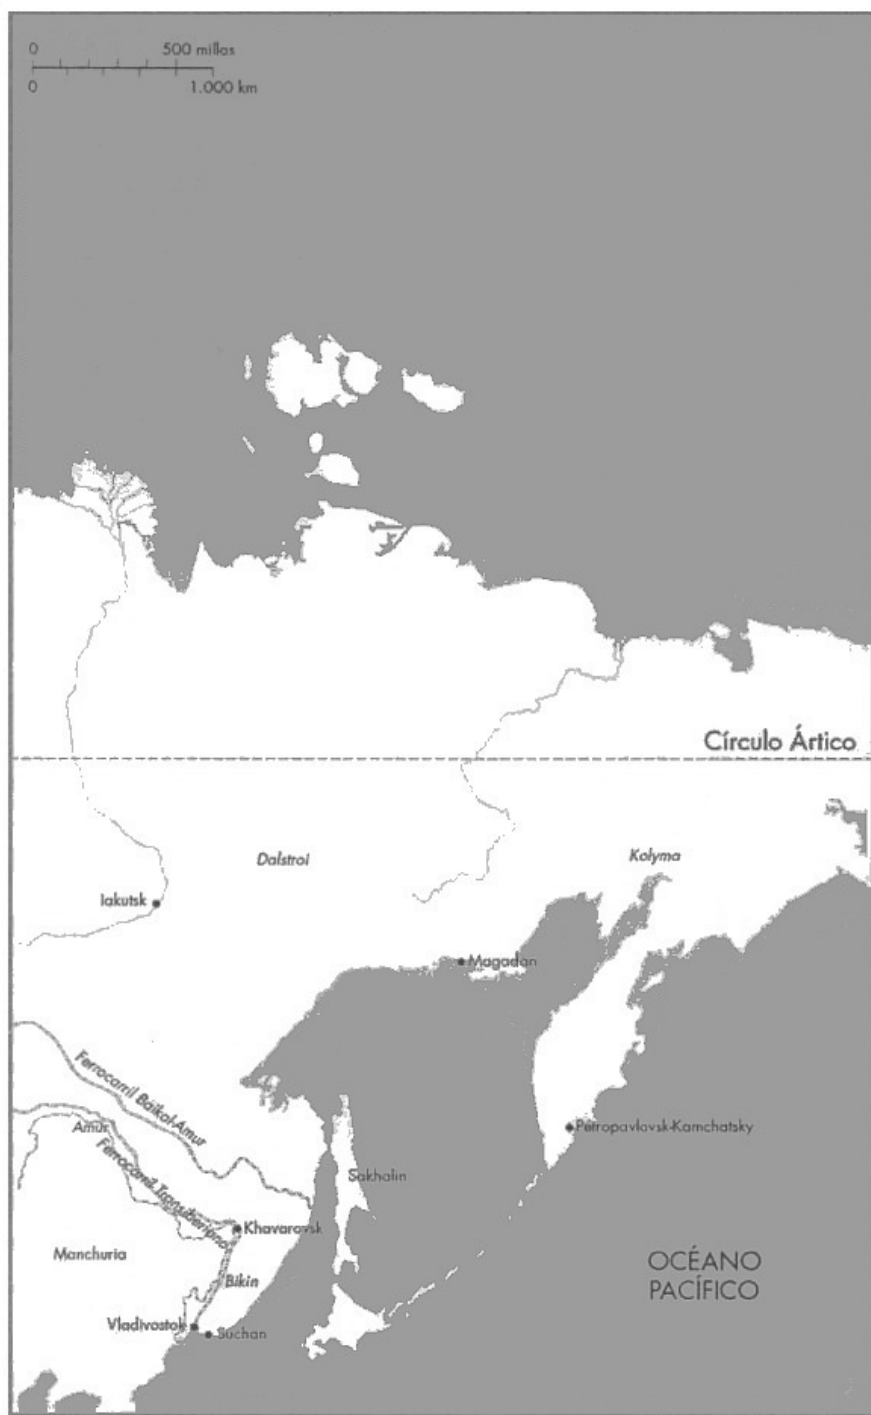 0 500 millas
0 1.000 km
Círculo Ártico
Dalstroi
Kolyma
Iakutsk
Magadan
Ferrocarril Baikal-Amur
Amur
Ferrocarril Transiberiano
Petropavlovsk-Kamchatsky
Sakhalin
Khavarovsk
Manchuria
Bikin
OCÉANO
PACÍFICO
Vladivostok
Suchan